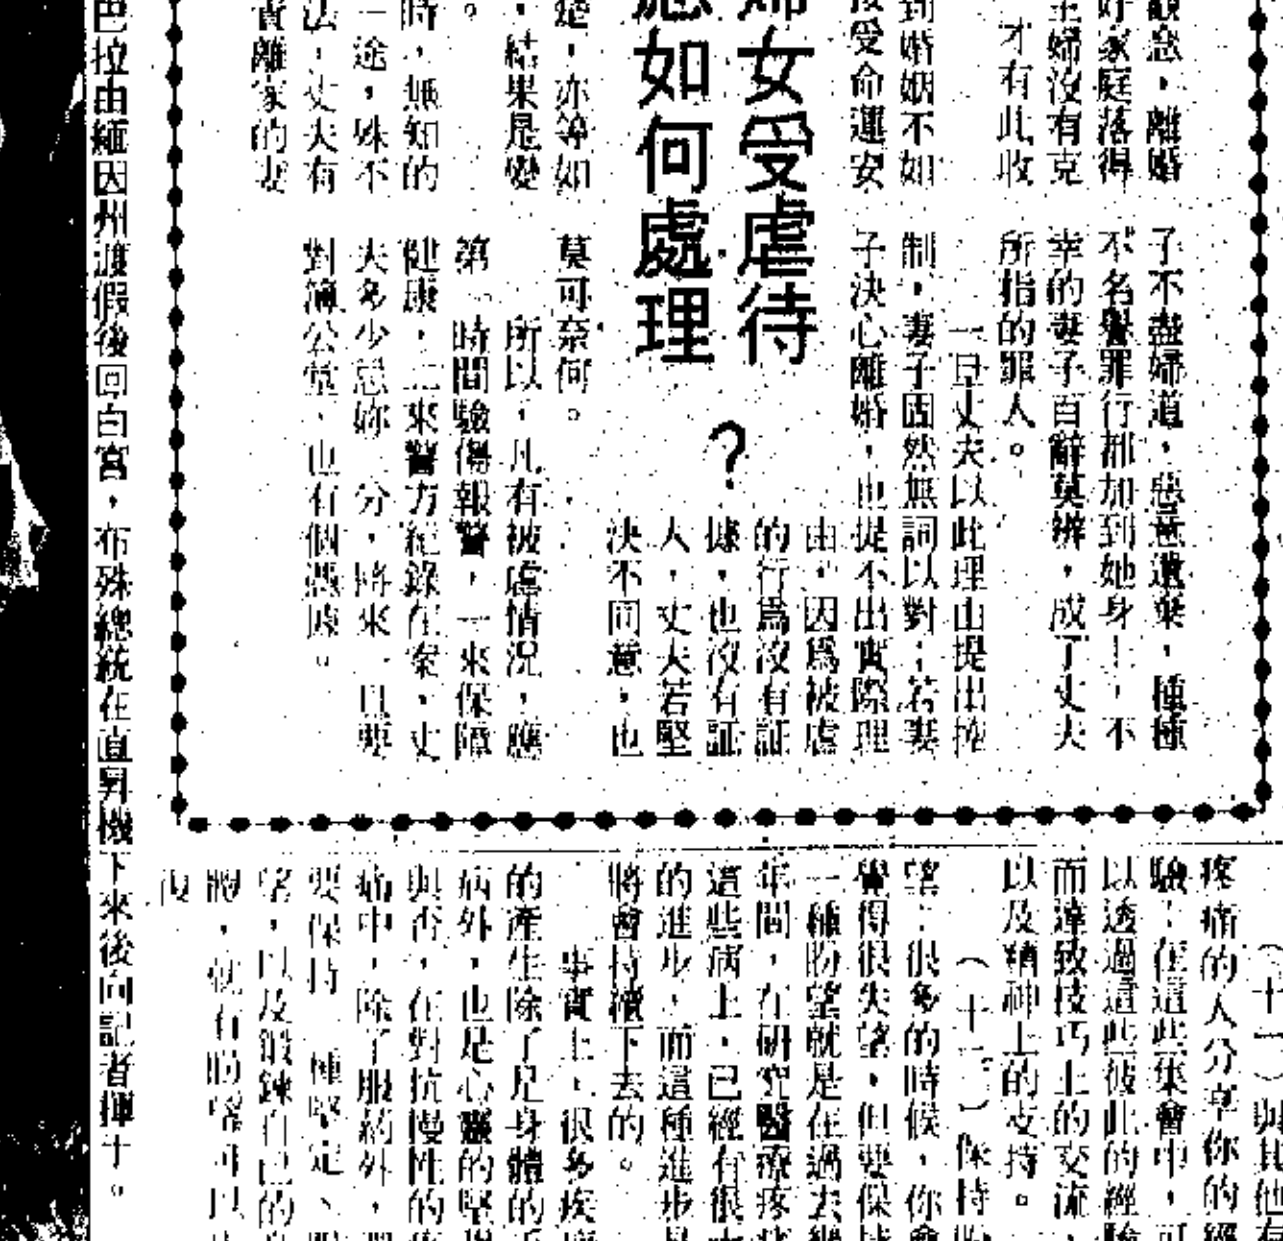 觀念，離婚
好家庭落得
主婦沒有克
，才有此收
到婚姻不如
接受命運安
婦女受虐待
應如何處理？
是，亦等如
，結果是變
。
時，無知的
一途，殊不
法，丈夫有
責離家的妻
子不盡婦道，惡意遺棄，種種
不名譽罪行都加到她身上，不
幸的妻子百辭莫辨，成了丈夫
所指的罪人。
一旦丈夫以此理由提出控
制，妻子固然無詞以對；若妻
子決心離婚，也提不出實際理
由，因爲被虐
的行爲沒有証
據，也沒有証
人，丈夫若堅
決不同意，也
莫可奈何。
所以，凡有被虐情況，應
第一時間驗傷報警，一來保障
健康，二來警方紀錄在案，丈
夫多少忌妳一分，將來一旦要
對簿公堂，也有個憑據。
巴拉由緬因州渡假後回白宮，布殊總統在直昇機下來後向記者揮十。
（十一）與其他有
疼痛的人分享你的經
驗：在這些集會中，可
以透過這些彼此的經驗
而達致技巧上的交流，
以及精神上的支持。
（十二）保持盼
望：很多的時候，你會
覺得很失望，但要保持
一種盼望就是在過去幾
年間，在研究醫療疼
這些病上，已經有很
的進步，而這種進步
將會持續下去的。
事實上，很多疾
的產生除了是身體的
病外，也是心靈的堅
與否，在對抗慢性的
痛中，除了服葯外，
要保持一種堅定、
望，以及鍛鍊自己的
，就有盼望可以